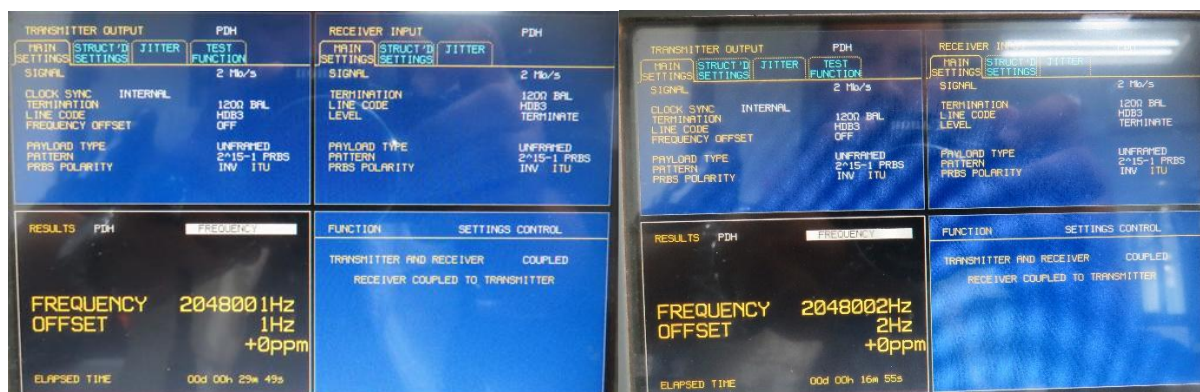 TRANSMITTER OUTPUT PDH
MAIN SETTINGS STRUCT'D SETTINGS JITTER TEST FUNCTION
SIGNAL 2 Mb/s
CLOCK SYNC INTERNAL
TERMINATION 120Ω BAL
LINE CODE HDB3
FREQUENCY OFFSET OFF
PAYLOAD TYPE UNFRAMED
PATTERN 2^15-1 PRBS
PRBS POLARITY INV ITU
RECEIVER INPUT PDH
MAIN SETTINGS STRUCT'D SETTINGS JITTER
SIGNAL 2 Mb/s
TERMINATION 120Ω BAL
LINE CODE HDB3
LEVEL TERMINATE
PAYLOAD TYPE UNFRAMED
PATTERN 2^15-1 PRBS
PRBS POLARITY INV ITU
RESULTS PDH FREQUENCY
FREQUENCY 2048001Hz
OFFSET 1Hz
+0ppm
ELAPSED TIME 00d 00h 29m 49s
FUNCTION SETTINGS CONTROL
TRANSMITTER AND RECEIVER COUPLED
RECEIVER COUPLED TO TRANSMITTER
TRANSMITTER OUTPUT PDH
MAIN SETTINGS STRUCT'D SETTINGS JITTER TEST FUNCTION
SIGNAL 2 Mb/s
CLOCK SYNC INTERNAL
TERMINATION 120Ω BAL
LINE CODE HDB3
FREQUENCY OFFSET OFF
PAYLOAD TYPE UNFRAMED
PATTERN 2^15-1 PRBS
PRBS POLARITY INV ITU
RECEIVER
MAIN SETTINGS STRUCT'D SETTINGS JITTER
SIGNAL 2 Mb/s
TERMINATION 120Ω BAL
LINE CODE HDB3
LEVEL TERMINATE
PAYLOAD TYPE UNFRAMED
PATTERN 2^15-1 PRBS
PRBS POLARITY INV ITU
RESULTS PDH FREQUENCY
FREQUENCY 2048002Hz
OFFSET 2Hz
+0ppm
ELAPSED TIME 00d 00h 16m 55s
FUNCTION SETTINGS CONTROL
TRANSMITTER AND RECEIVER COUPLED
RECEIVER COUPLED TO TRANSMITTER